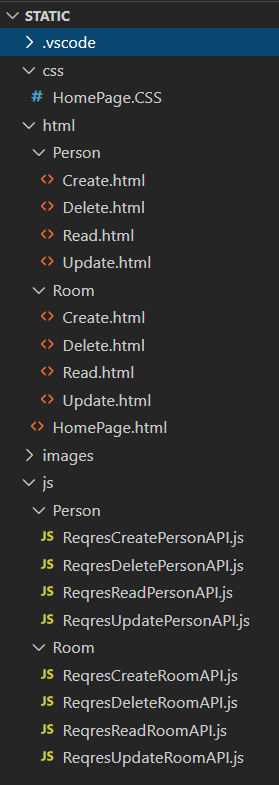 STATIC
.vscode
css
# HomePage.CSS
html
Person
<> Create.html
<> Delete.html
<> Read.html
<> Update.html
Room
<> Create.html
<> Delete.html
<> Read.html
<> Update.html
<> HomePage.html
images
js
Person
JS ReqresCreatePersonAPI.js
JS ReqresDeletePersonAPI.js
JS ReqresReadPersonAPI.js
JS ReqresUpdatePersonAPI.js
Room
JS ReqresCreateRoomAPI.js
JS ReqresDeleteRoomAPI.js
JS ReqresReadRoomAPI.js
JS ReqresUpdateRoomAPI.js